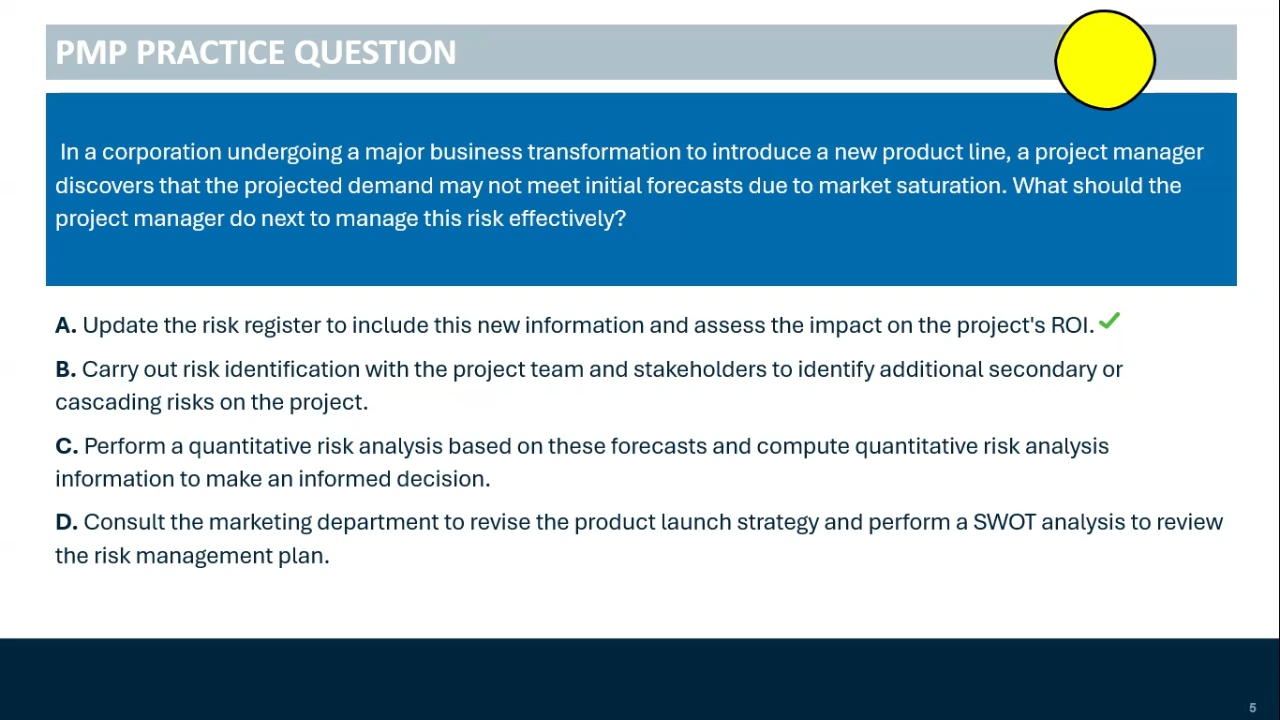 PMP PRACTICE QUESTION
In a corporation undergoing a major business transformation to introduce a new product line, a project manager
discovers that the projected demand may not meet initial forecasts due to market saturation. What should the
project manager do next to manage this risk effectively?
A. Update the risk register to include this new information and assess the impact on the project's ROI.
B. Carry out risk identification with the project team and stakeholders to identify additional secondary or
cascading risks on the project.
C. Perform a quantitative risk analysis based on these forecasts and compute quantitative risk analysis
information to make an informed decision.
D. Consult the marketing department to revise the product launch strategy and perform a SWOT analysis to review
the risk management plan.
5